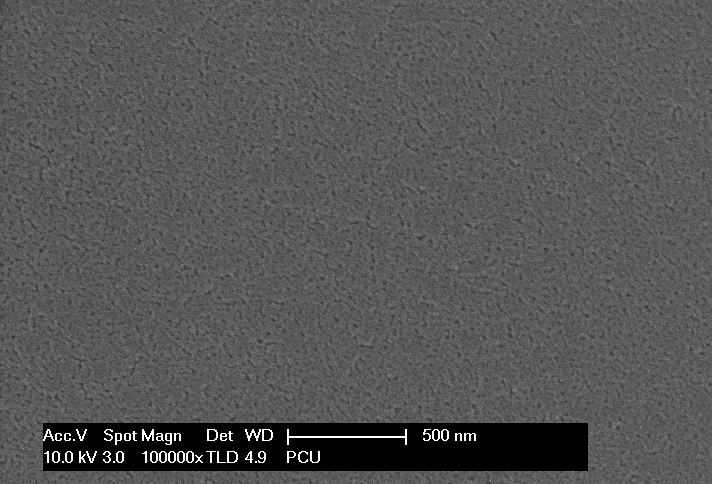 Acc.V Spot Magn Det WD 500 nm
10.0 kV 3.0 100000x TLD 4.9 PCU